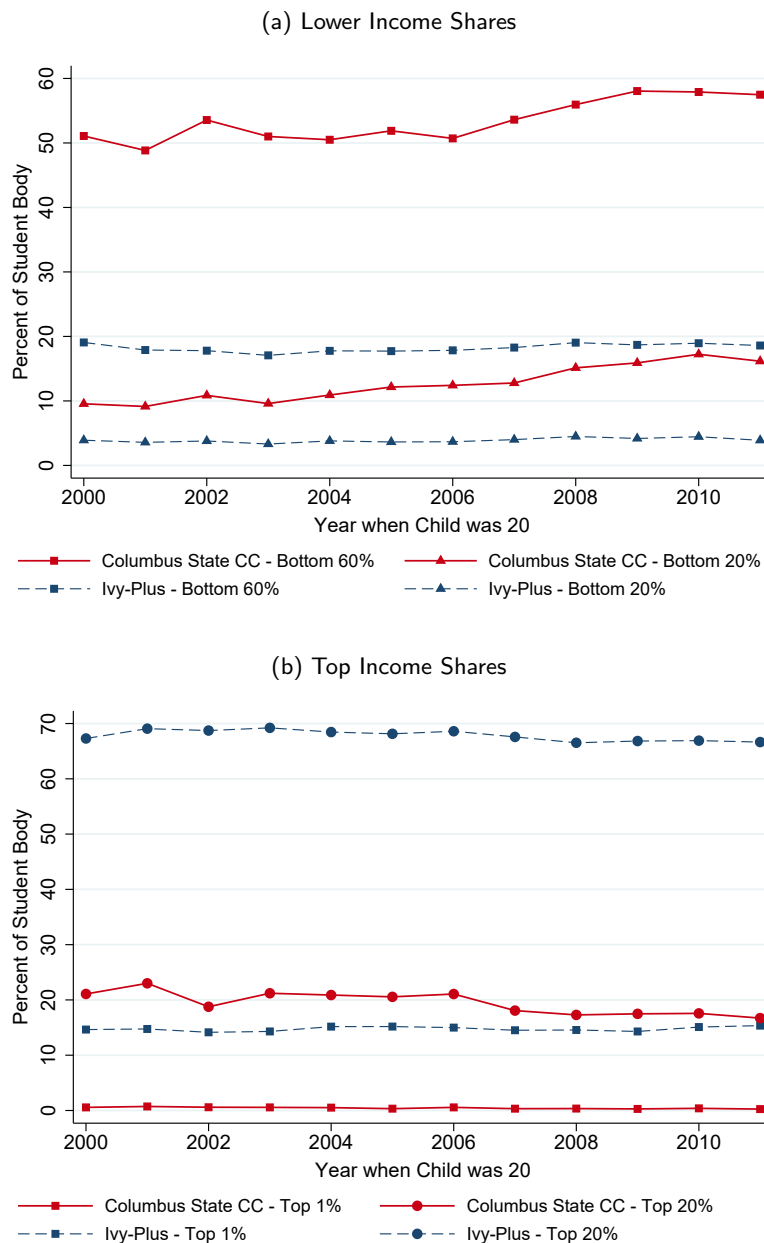 (a) Lower Income Shares
60
50
40
30
20
10
0
Percent of Student Body
2000 2002 2004 2006 2008 2010
Year when Child was 20
Columbus State CC - Bottom 60% Columbus State CC - Bottom 20%
Ivy-Plus - Bottom 60% Ivy-Plus - Bottom 20%
(b) Top Income Shares
70
60
50
40
30
20
10
0
Percent of Student Body
2000 2002 2004 2006 2008 2010
Year when Child was 20
Columbus State CC - Top 1% Columbus State CC - Top 20%
Ivy-Plus - Top 1% Ivy-Plus - Top 20%